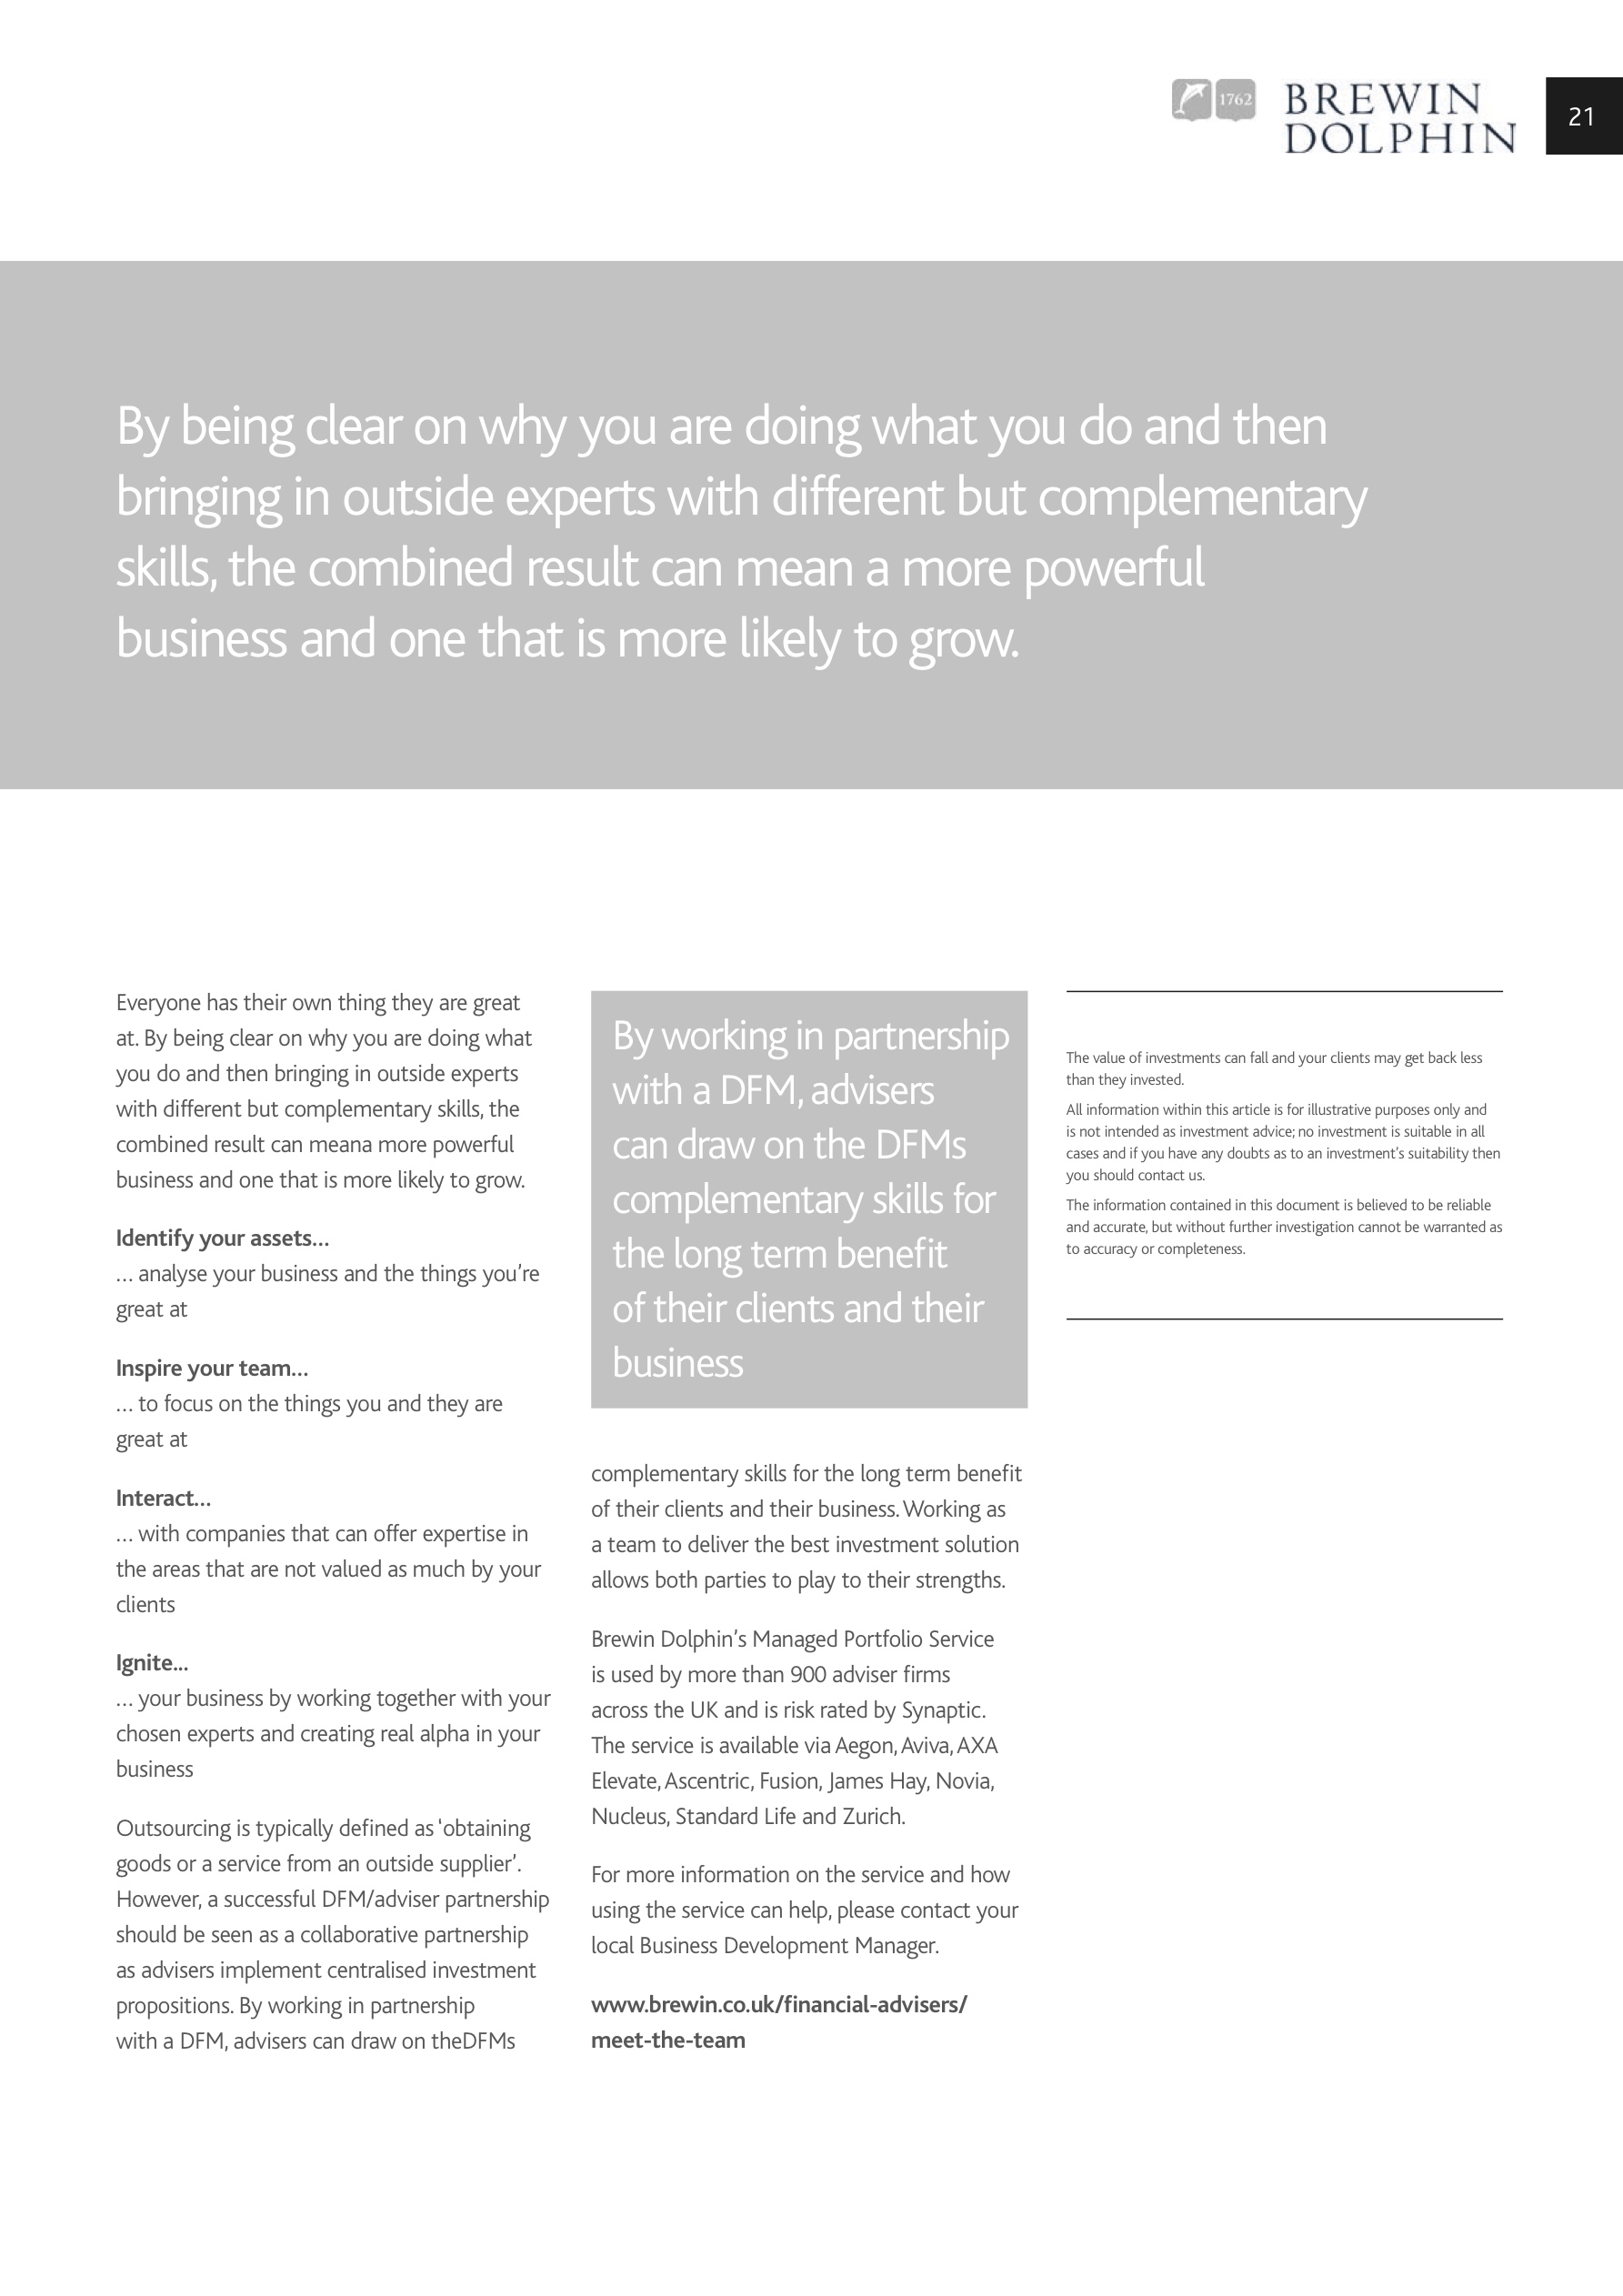 1762
BREWIN
DOLPHIN
21
By being clear on why you are doing what you do and then
bringing in outside experts with different but complementary
skills, the combined result can mean a more powerful
business and one that is more likely to grow.
Everyone has their own thing they are great
at. By being clear on why you are doing what
you do and then bringing in outside experts
with different but complementary skills, the
combined result can meana more powerful
business and one that is more likely to grow.
Identify your assets…
… analyse your business and the things you’re
great at
Inspire your team…
… to focus on the things you and they are
great at
Interact…
… with companies that can offer expertise in
the areas that are not valued as much by your
clients
Ignite...
… your business by working together with your
chosen experts and creating real alpha in your
business
Outsourcing is typically defined as ‘obtaining
goods or a service from an outside supplier’.
However, a successful DFM/adviser partnership
should be seen as a collaborative partnership
as advisers implement centralised investment
propositions. By working in partnership
with a DFM, advisers can draw on theDFMs
By working in partnership
with a DFM, advisers
can draw on the DFMs
complementary skills for
the long term benefit
of their clients and their
business
complementary skills for the long term benefit
of their clients and their business. Working as
a team to deliver the best investment solution
allows both parties to play to their strengths.
Brewin Dolphin’s Managed Portfolio Service
is used by more than 900 adviser firms
across the UK and is risk rated by Synaptic.
The service is available via Aegon, Aviva, AXA
Elevate, Ascentric, Fusion, James Hay, Novia,
Nucleus, Standard Life and Zurich.
For more information on the service and how
using the service can help, please contact your
local Business Development Manager.
www.brewin.co.uk/financial-advisers/
meet-the-team
The value of investments can fall and your clients may get back less
than they invested.
All information within this article is for illustrative purposes only and
is not intended as investment advice; no investment is suitable in all
cases and if you have any doubts as to an investment’s suitability then
you should contact us.
The information contained in this document is believed to be reliable
and accurate, but without further investigation cannot be warranted as
to accuracy or completeness.